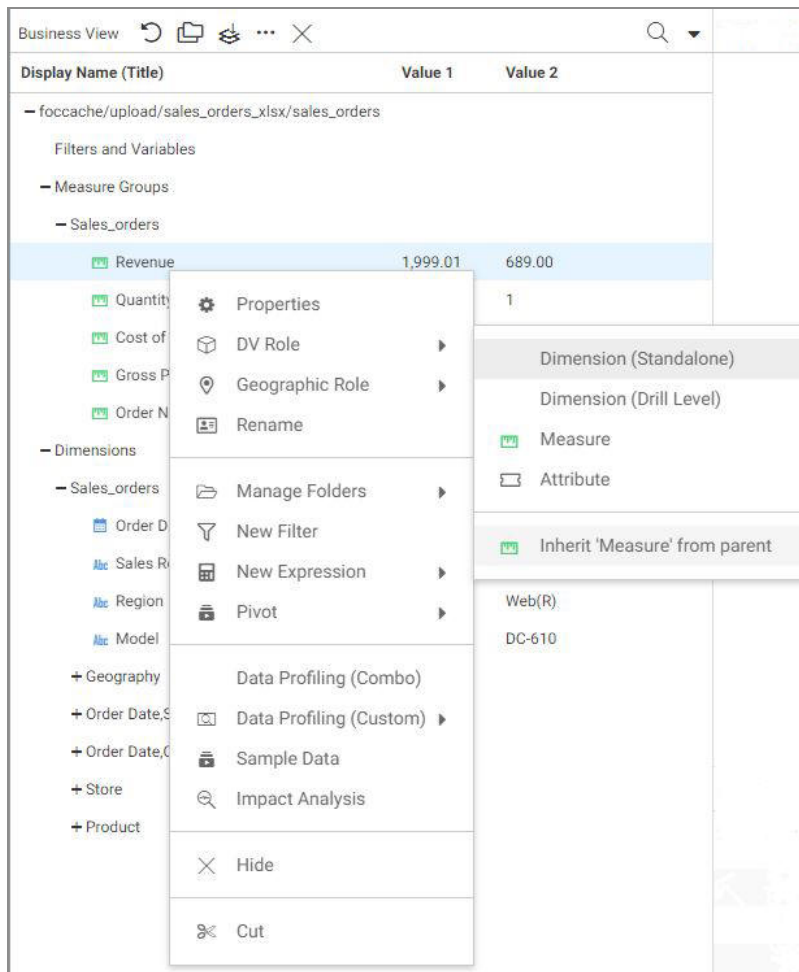 Business View
Display Name (Title) Value 1 Value 2
foccache/upload/sales_orders_xlsx/sales_orders
Filters and Variables
Measure Groups
Sales_orders
Revenue 1,999.01 689.00
Quantity 1
Cost of
Gross P
Order N
Dimensions
Sales_orders
Order D
Abc Sales R
Abc Region Web(R)
Abc Model DC-610
Geography
Order Date,S
Order Date,
Store
Product
Properties
DV Role
Geographic Role
Rename
Manage Folders
New Filter
New Expression
Pivot
Data Profiling (Combo)
Data Profiling (Custom)
Sample Data
Impact Analysis
Hide
Cut
Dimension (Standalone)
Dimension (Drill Level)
Measure
Attribute
Inherit 'Measure' from parent